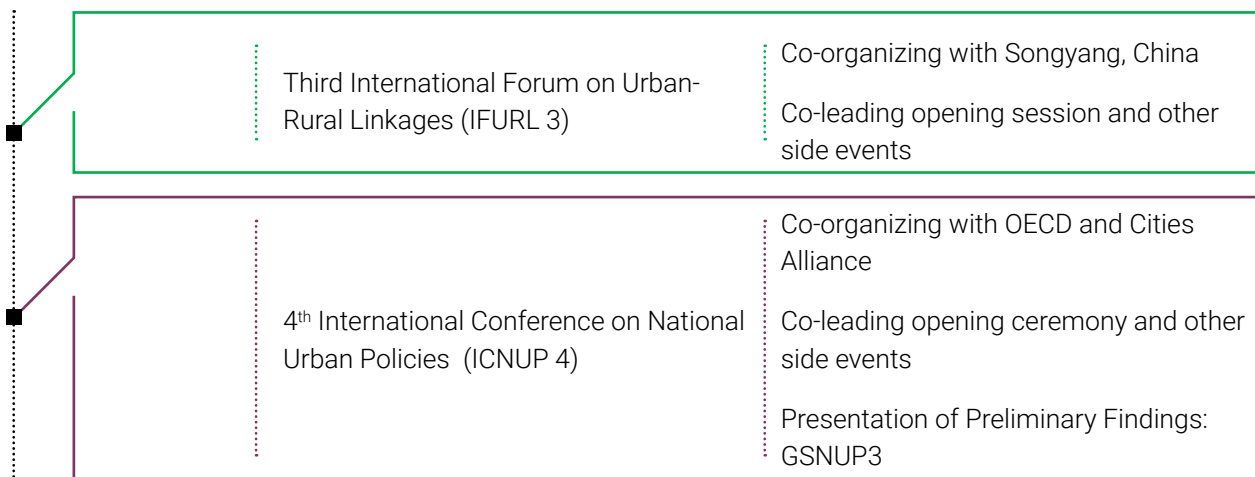 Third International Forum on Urban-
Rural Linkages (IFURL 3)
Co-organizing with Songyang, China
Co-leading opening session and other
side events
4th International Conference on National
Urban Policies  (ICNUP 4)
Co-organizing with OECD and Cities
Alliance
Co-leading opening ceremony and other
side events
Presentation of Preliminary Findings:
GSNUP3